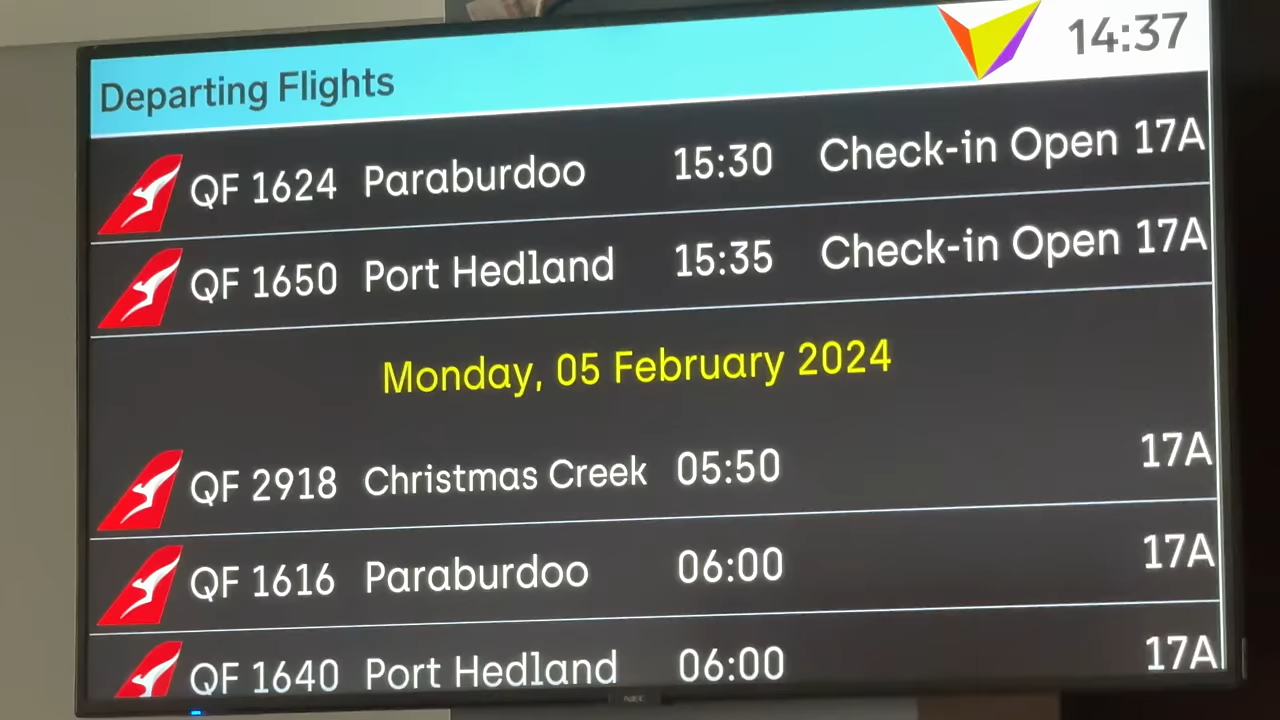 Departing Flights 14:37
QF 1624 Paraburdoo 15:30 Check-in Open 17A
QF 1650 Port Hedland 15:35 Check-in Open 17A
Monday, 05 February 2024
QF 2918 Christmas Creek 05:50 17A
QF 1616 Paraburdoo 06:00 17A
QF 1640 Port Hedland 06:00 17A
NEC